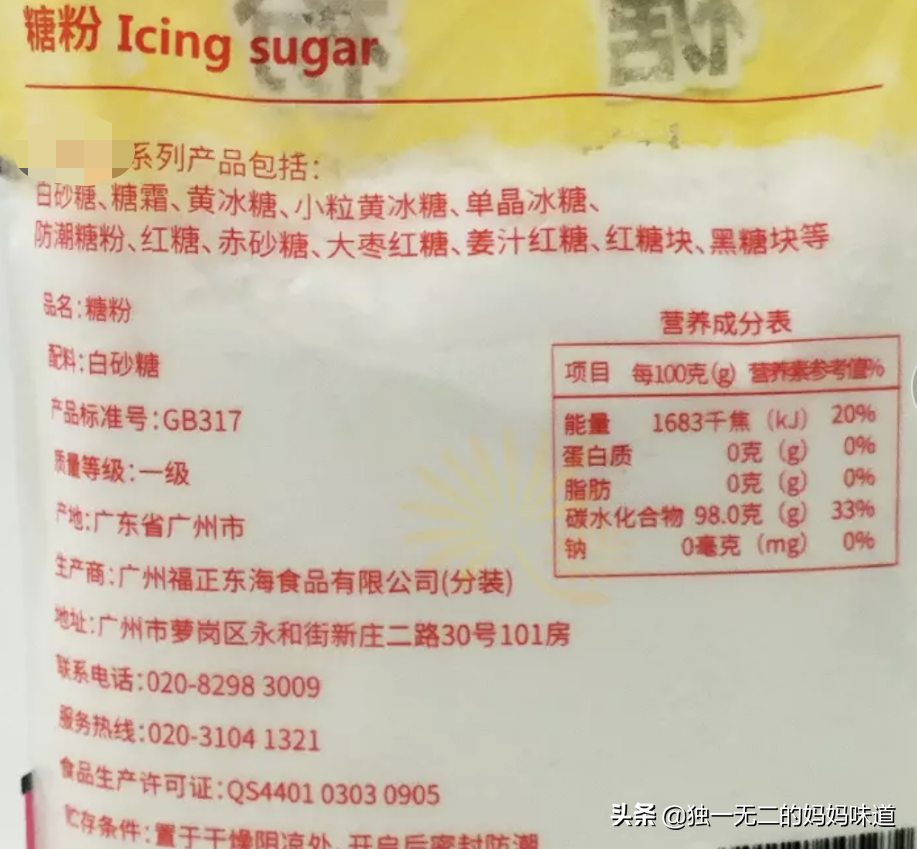 糖粉 Icing sugar
系列产品包括:
白砂糖、糖霜、黄冰糖、小粒黄冰糖、单晶冰糖、
防潮糖粉、红糖、赤砂糖、大枣红糖、姜汁红糖、红糖块、黑糖块等
品名:糖粉
配料:白砂糖
产品标准号:GB317
质量等级:一级
产地:广东省广州市
生产商:广州福正东海食品有限公司(分装)
地址:广州市萝岗区永和街新庄二路30号101房
联系电话:020-8298 3009
服务热线:020-3104 1321
食品生产许可证:QS4401 0303 0905
贮存条件:置于干燥阴凉处、开启后密封防潮
营养成分表
项目 每100克(g) 营养素参考值%
能量 1683千焦 (kJ) 20%
蛋白质 0克 (g) 0%
脂肪 0克 (g) 0%
碳水化合物 98.0克 (g) 33%
钠 0毫克 (mg) 0%
头条 @独一无二的妈妈味道